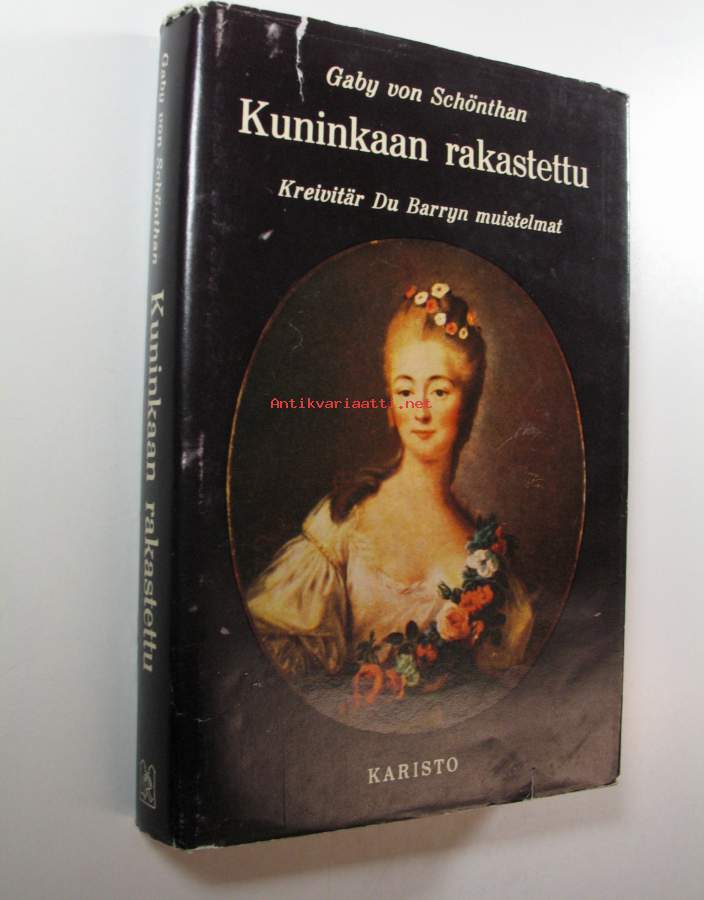 Gaby von Schönthan
Kuninkaan rakastettu
Kreivitär Du Barryn muistelmat
Antikvariaatti.net
KARISTO
Gaby von Schönthan
Kuninkaan rakastettu